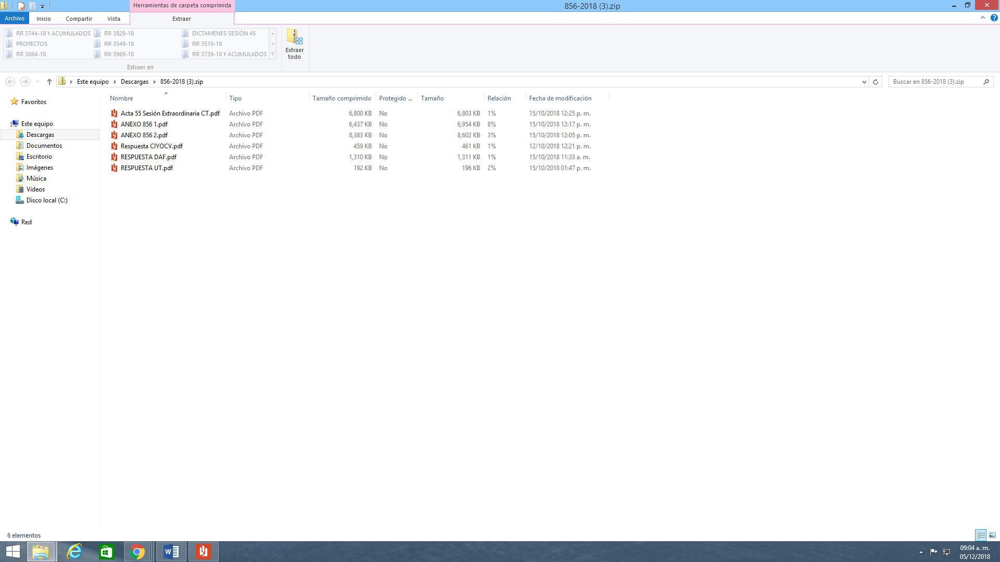 Herramientas de carpeta comprimida
856-2018 (3).zip
Archivo Inicio Compartir Vista Extraer
RR 3744-18 Y ACUMULADOS RR 3829-18 DICTAMENES SESIÓN 45
PROYECTOS RR 3549-18 RR 3519-18
RR 3864-18 RR 3969-18 RR 3739-18 Y ACUMULADOS
Extraer
todo
Extraer en
Este equipo Descargas 856-2018 (3).zip
Buscar en 856-2018 (3).zip
Favoritos
Este equipo
Descargas
Documentos
Escritorio
Imágenes
Música
Vídeos
Disco local (C:)
Red
Nombre Tipo Tamaño comprimido Protegido ... Tamaño Relación Fecha de modificación
Acta 55 Sesión Extraordinaria CT.pdf Archivo PDF 6,800 KB No 6,803 KB 1% 15/10/2018 12:25 p. m.
ANEXO 856 1.pdf Archivo PDF 6,437 KB No 6,954 KB 8% 15/10/2018 12:17 p. m.
ANEXO 856 2.pdf Archivo PDF 8,383 KB No 8,602 KB 3% 15/10/2018 12:05 p. m.
Respuesta CIYOCV.pdf Archivo PDF 459 KB No 461 KB 1% 12/10/2018 12:21 p. m.
RESPUESTA DAF.pdf Archivo PDF 1,310 KB No 1,311 KB 1% 15/10/2018 11:33 a. m.
RESPUESTA UT.pdf Archivo PDF 192 KB No 196 KB 2% 15/10/2018 01:47 p. m.
6 elementos
09:04 a. m.
05/12/2018